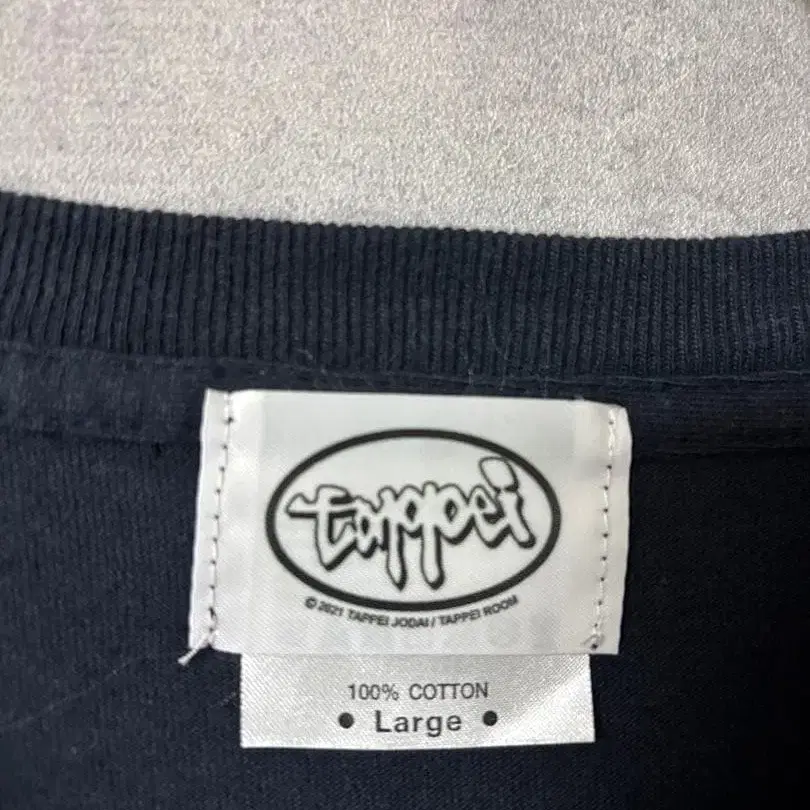 tappei
© 2021 TAPPEI JODAI / TAPPEI ROOM
100% COTTON
• Large •